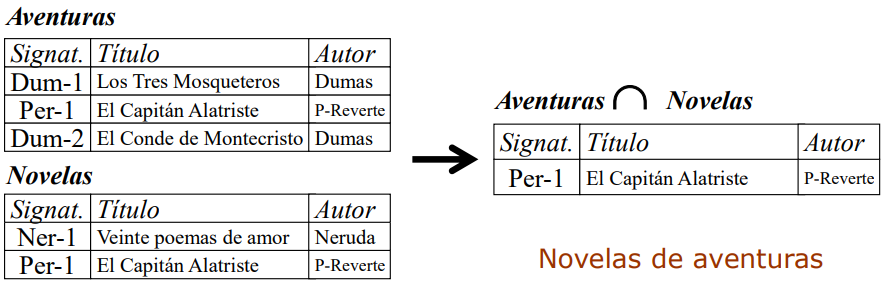 Aventuras
Signat. Título Autor
Dum-1 Los Tres Mosqueteros Dumas
Per-1 El Capitán Alatriste P-Reverte
Dum-2 El Conde de Montecristo Dumas
Novelas
Signat. Título Autor
Ner-1 Veinte poemas de amor Neruda
Per-1 El Capitán Alatriste P-Reverte
Aventuras ∩ Novelas
Signat. Título Autor
Per-1 El Capitán Alatriste P-Reverte
Novelas de aventuras